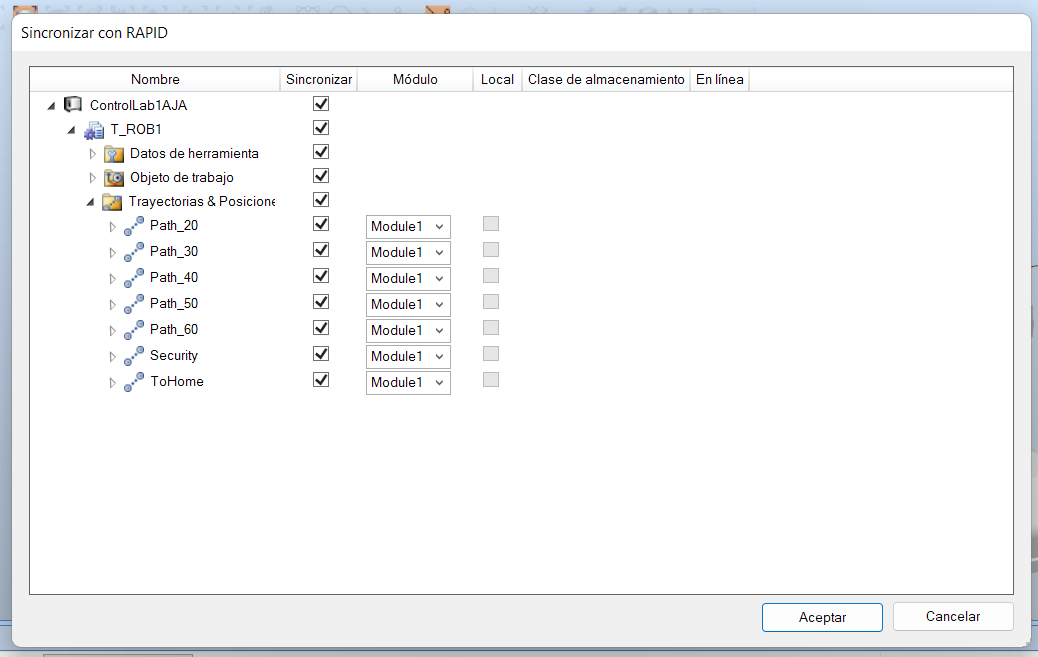 Sincronizar con RAPID
Nombre Sincronizar Módulo Local Clase de almacenamiento En línea
ControlLab1AJA
T_ROB1
Datos de herramienta
Objeto de trabajo
Trayectorias & Posicione
Path_20 Module1
Path_30 Module1
Path_40 Module1
Path_50 Module1
Path_60 Module1
Security Module1
ToHome Module1
Aceptar Cancelar